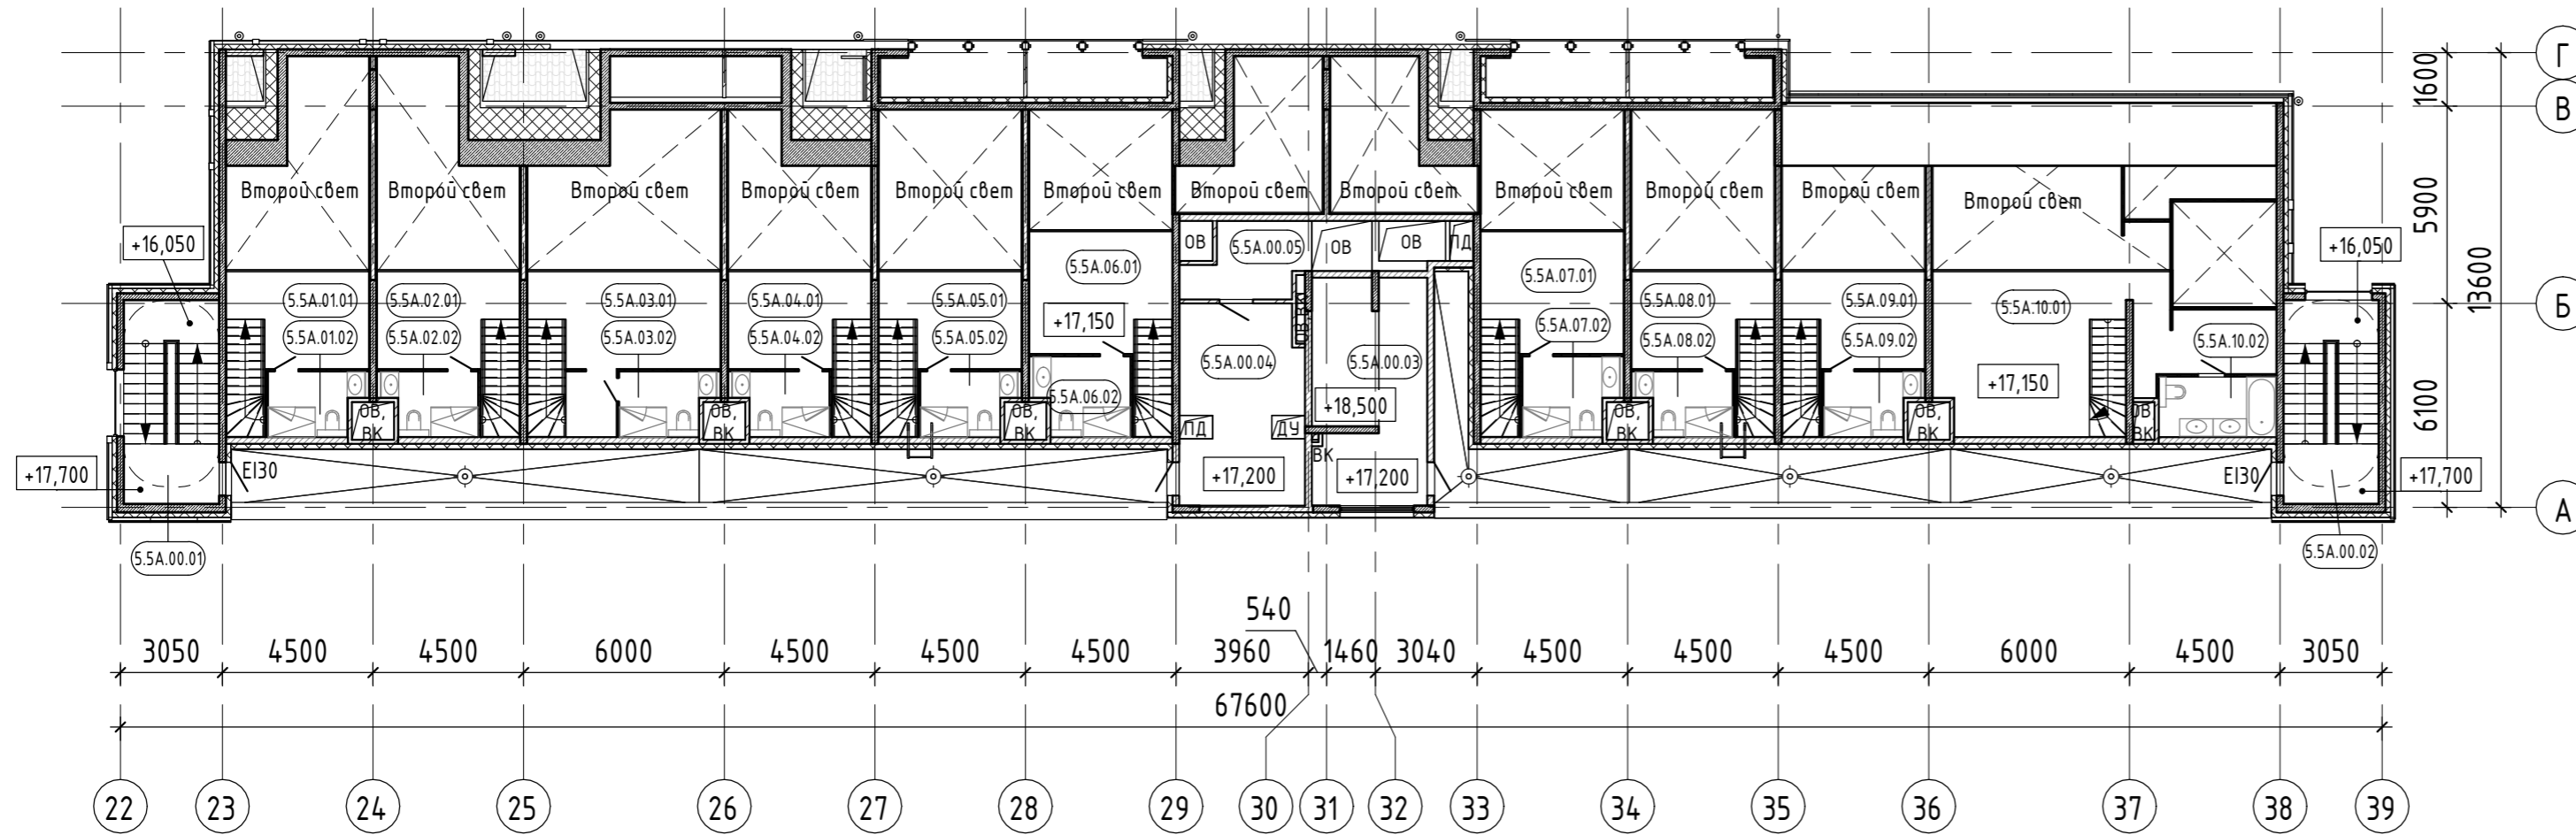 Г
1600
В
Второй свет
Второй свет
Второй свет
Второй свет
Второй свет
Второй свет
Второй свет
Второй свет
Второй свет
Второй свет
Второй свет
Второй свет
5900
13600
+16,050
ОВ
5.5А.00.05
ОВ
ОВ
ПД
+16,050
5.5А.06.01
5.5А.07.01
5.5А.01.01
5.5А.02.01
5.5А.03.01
5.5А.04.01
5.5А.05.01
5.5А.08.01
5.5А.09.01
5.5А.10.01
Б
+17,150
ОВ, ВК
5.5А.01.02
5.5А.02.02
5.5А.03.02
5.5А.04.02
5.5А.05.02
5.5А.07.02
5.5А.08.02
5.5А.09.02
5.5А.10.02
5.5А.00.04
5.5А.00.03
+17,150
5.5А.06.02
+18,500
6100
ОВ,
ВК
ОВ,
ВК
ОВ,
ВК
ПД
ДУ
ВК
ОВ,
ВК
ОВ,
ВК
ОВ
ВК
+17,700
EI30
+17,200
+17,200
EI30
+17,700
А
5.5А.00.01
5.5А.00.02
540
3050
4500
4500
6000
4500
4500
4500
3960
1460
3040
4500
4500
4500
6000
4500
3050
67600
22
23
24
25
26
27
28
29
30
31
32
33
34
35
36
37
38
39